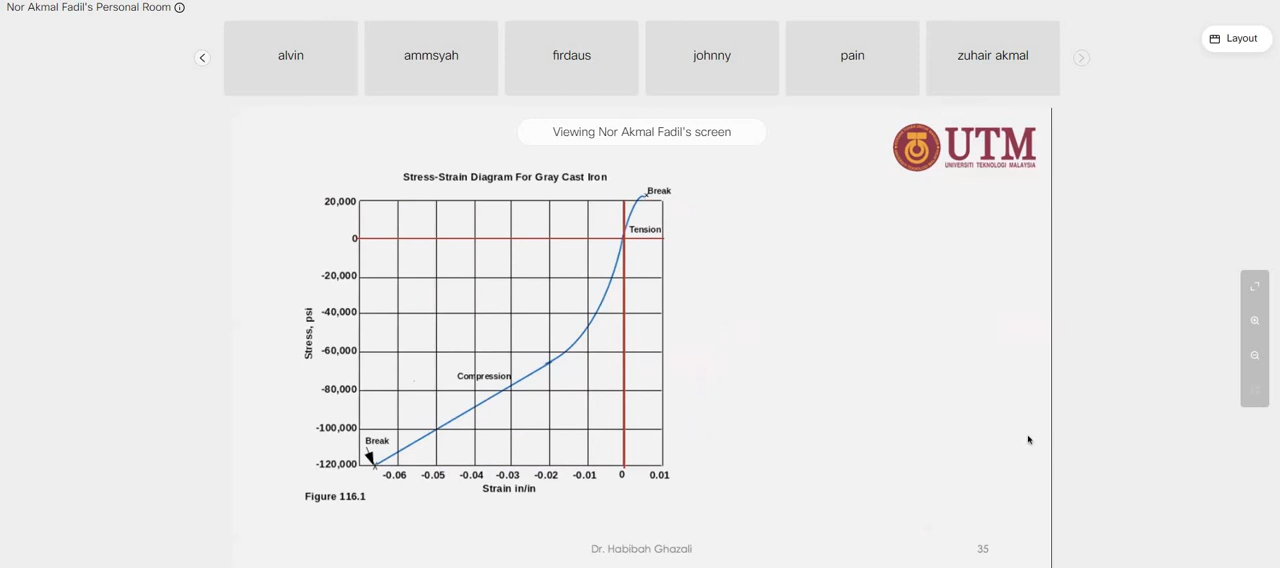 Nor Akmal Fadil's Personal Room
alvin
ammsyah
firdaus
johnny
pain
zuhair akmal
Layout
Viewing Nor Akmal Fadil's screen
UTM
UNIVERSITI TEKNOLOGI MALAYSIA
Stress-Strain Diagram For Gray Cast Iron
Break
20,000
Tension
0
-20,000
-40,000
Stress, psi
-60,000
Compression
-80,000
-100,000
Break
-120,000
-0.06 -0.05 -0.04 -0.03 -0.02 -0.01 0 0.01
Strain in/in
Figure 116.1
Dr. Habibah Ghazali
35